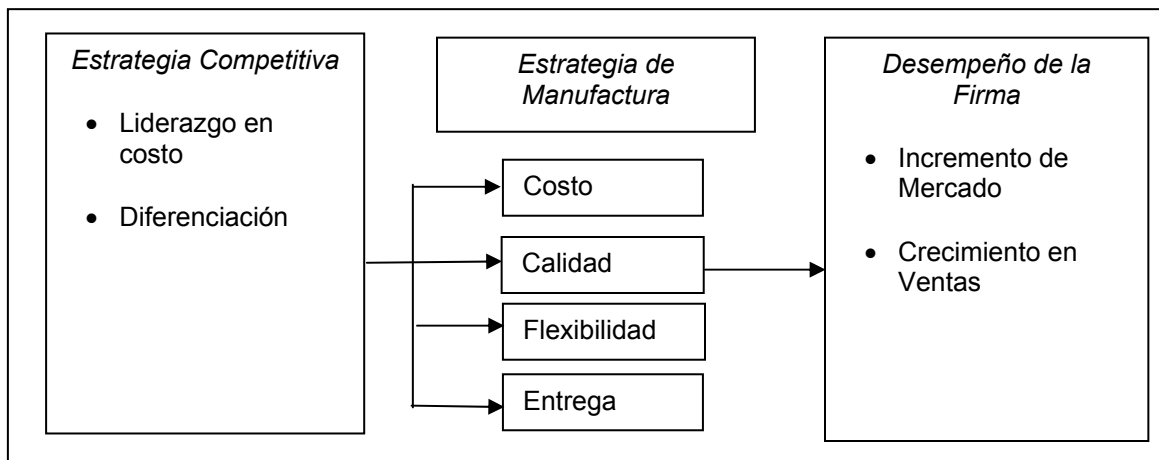 Estrategia Competitiva
• Liderazgo en
costo
• Diferenciación
Estrategia de
Manufactura
Costo
Calidad
Flexibilidad
Entrega
Desempeño de la
Firma
• Incremento de
Mercado
• Crecimiento en
Ventas